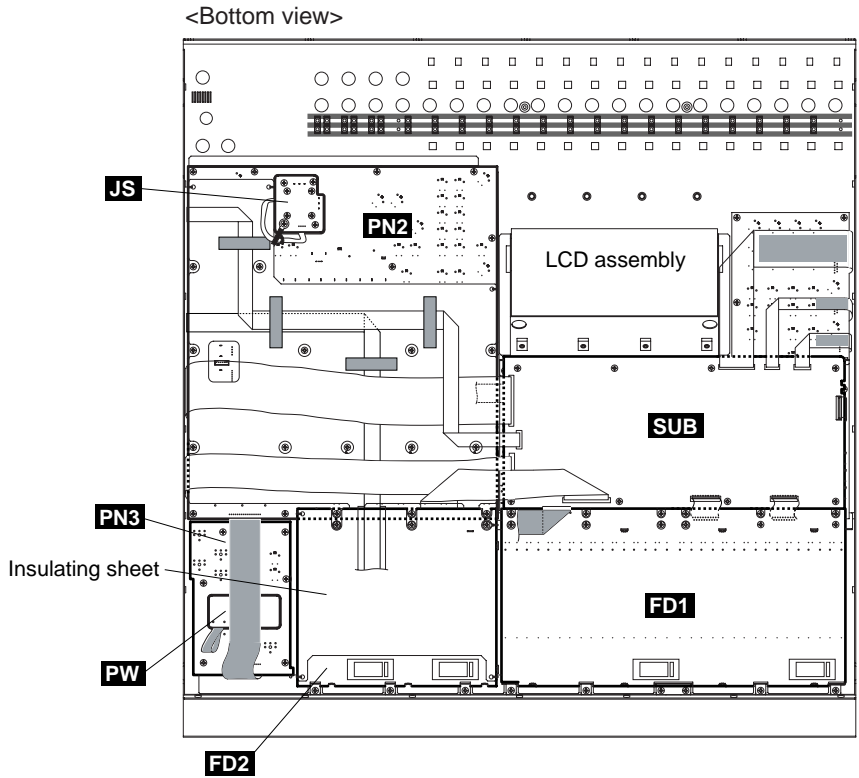 <Bottom view>
JS
PN2
LCD assembly
SUB
PN3
Insulating sheet
FD1
PW
FD2